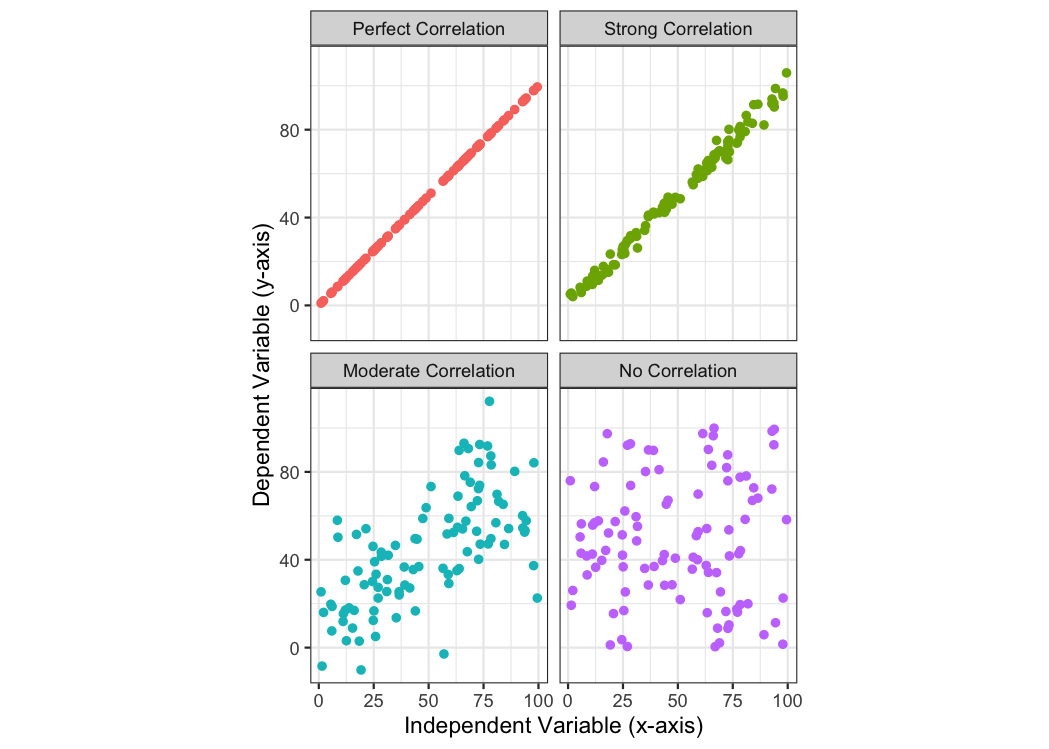 Perfect Correlation
Strong Correlation
80
40
0
Dependent Variable (y-axis)
Moderate Correlation
No Correlation
80
40
0
0 25 50 75 100
0 25 50 75 100
Independent Variable (x-axis)